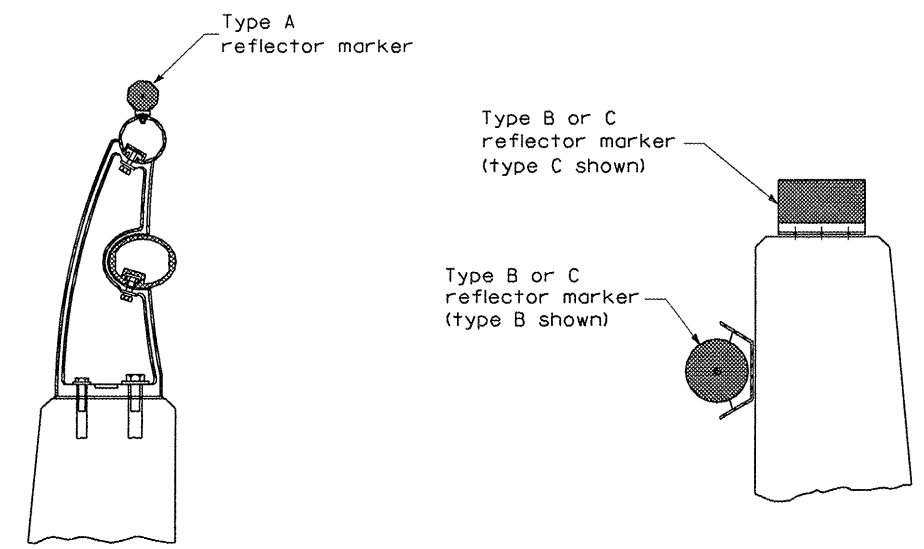 Type A
reflector marker
Type B or C
reflector marker
(type C shown)
Type B or C
reflector marker
(type B shown)